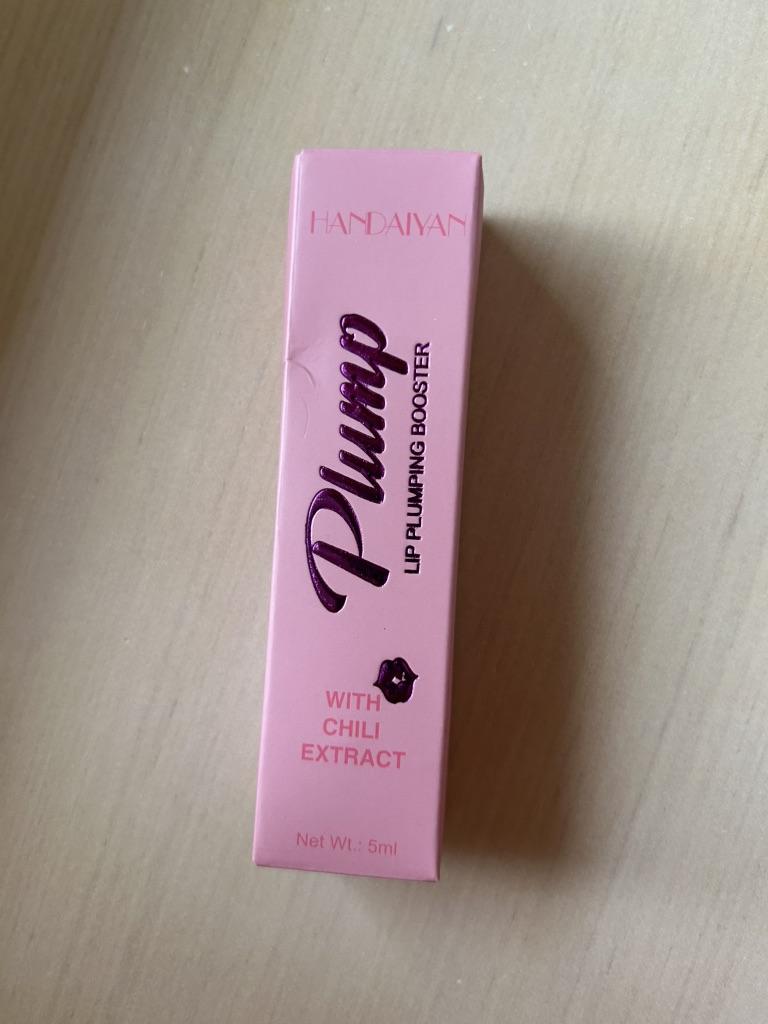 HANDAIYAN
Plump
LIP PLUMPING BOOSTER
WITH
CHILI
EXTRACT
Net Wt.: 5ml